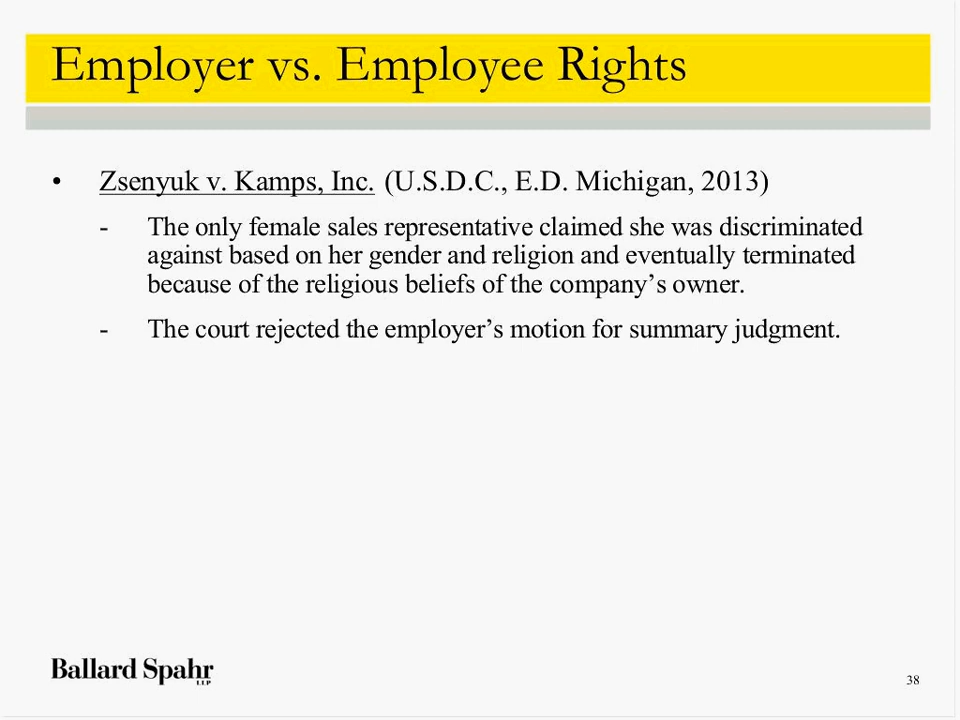 Employer vs. Employee Rights
• Zsenyuk v. Kamps, Inc. (U.S.D.C., E.D. Michigan, 2013)
- The only female sales representative claimed she was discriminated
against based on her gender and religion and eventually terminated
because of the religious beliefs of the company’s owner.
- The court rejected the employer’s motion for summary judgment.
Ballard Spahr
LLP
38